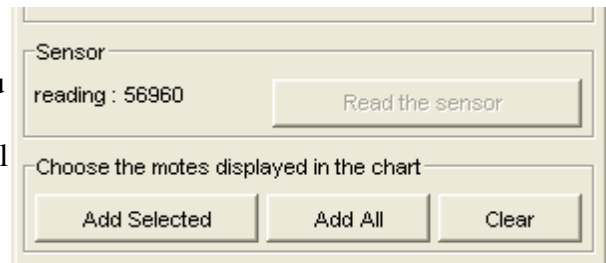 Sensor
reading : 56960
Read the sensor
Choose the motes displayed in the chart
Add Selected
Add All
Clear